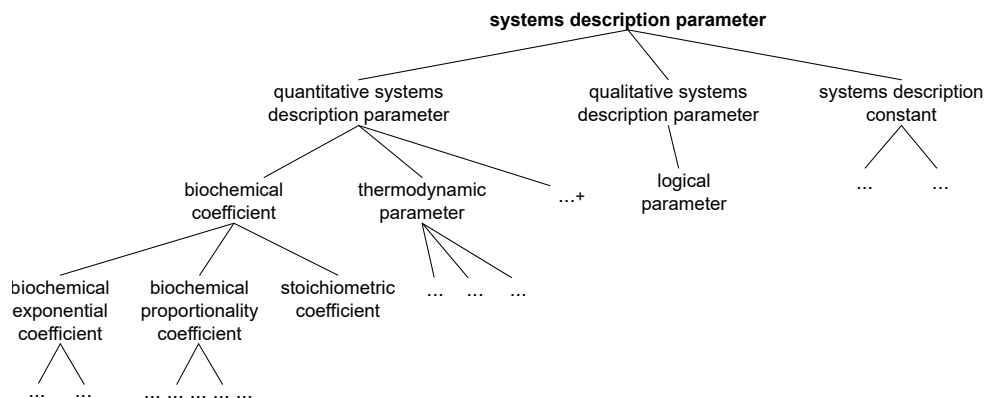 systems description parameter
quantitative systems description parameter
qualitative systems description parameter
systems description constant
biochemical coefficient
thermodynamic parameter
...+
logical parameter
... ...
biochemical exponential coefficient
biochemical proportionality coefficient
stoichiometric coefficient
... ... ...
... ...
... ... ... ... ...